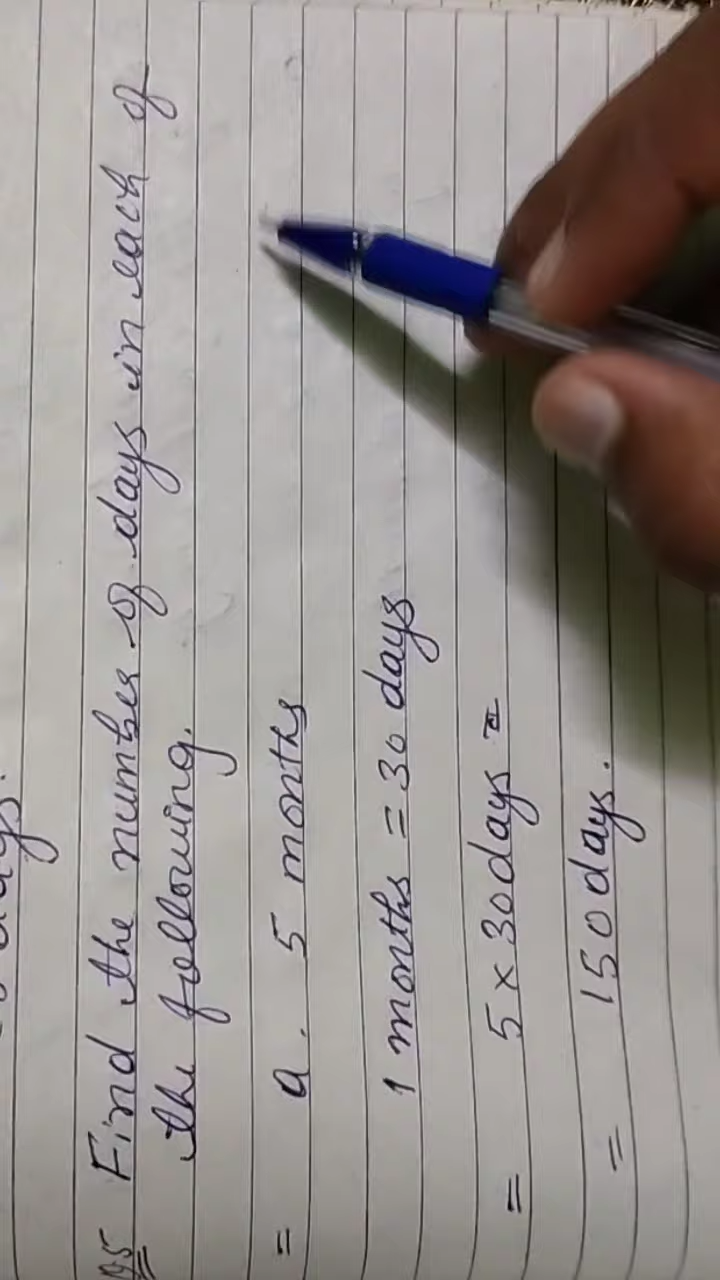 Q5 Find the number of days in each of
the following.
= a. 5 months
1 months = 30 days
= 5 x 30 days =
= 150 days.